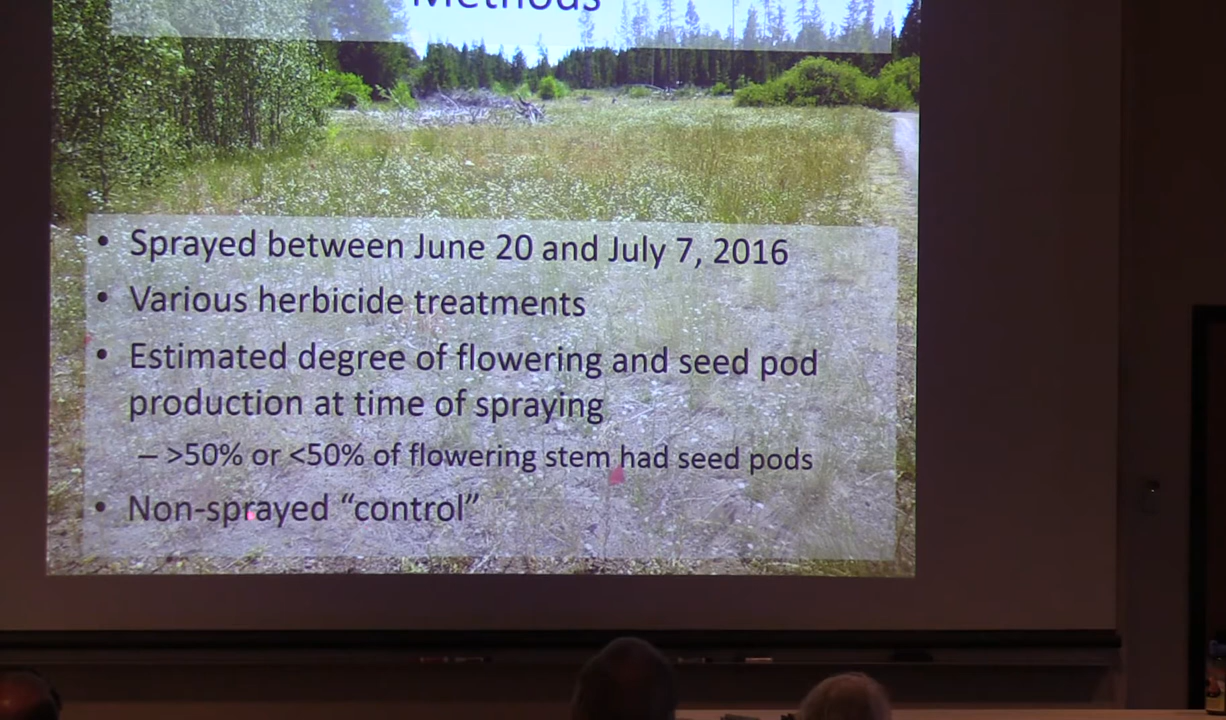 Methods
• Sprayed between June 20 and July 7, 2016
• Various herbicide treatments
• Estimated degree of flowering and seed pod
production at time of spraying
– >50% or <50% of flowering stem had seed pods
• Non-sprayed “control”